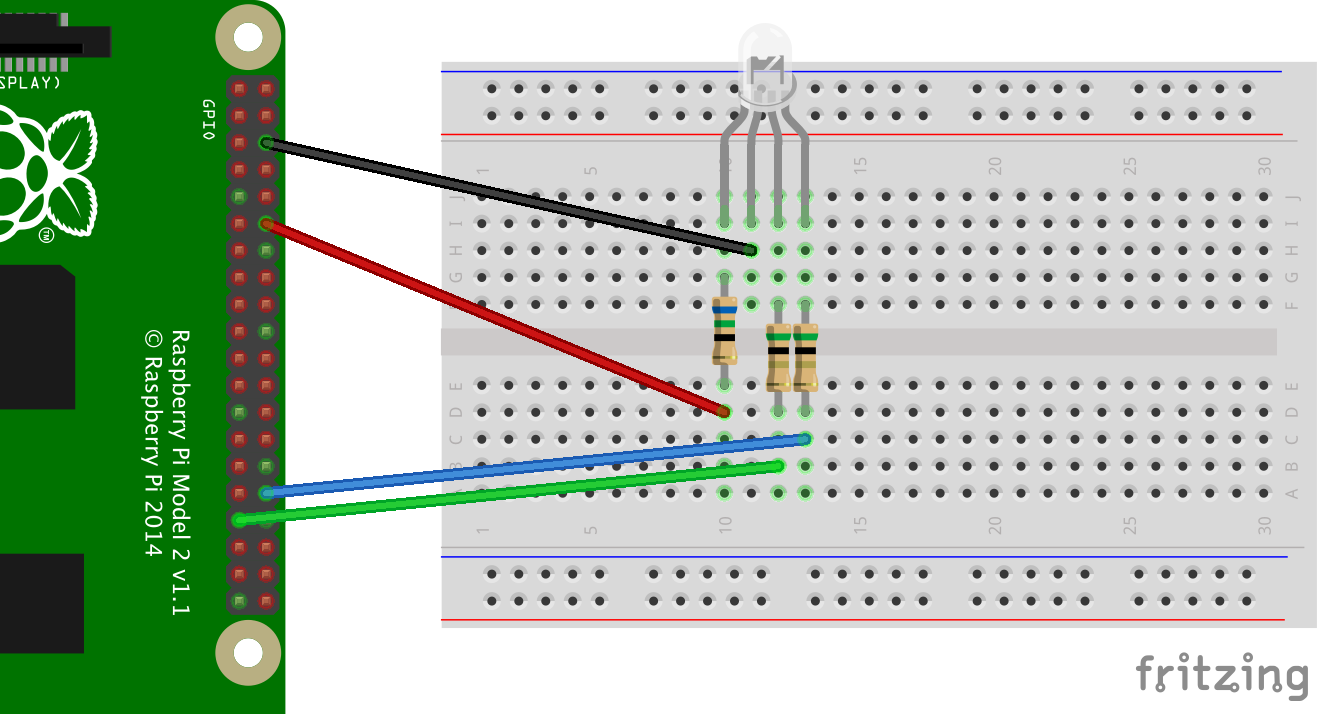 SPLAY)
GPIO
TM
Raspberry Pi Model 2 v1.1
© Raspberry Pi 2014
1 5 10 15 20 25 30
J J
I I
H H
G G
F F
E E
D D
C C
B B
A A
1 5 10 15 20 25 30
fritzing